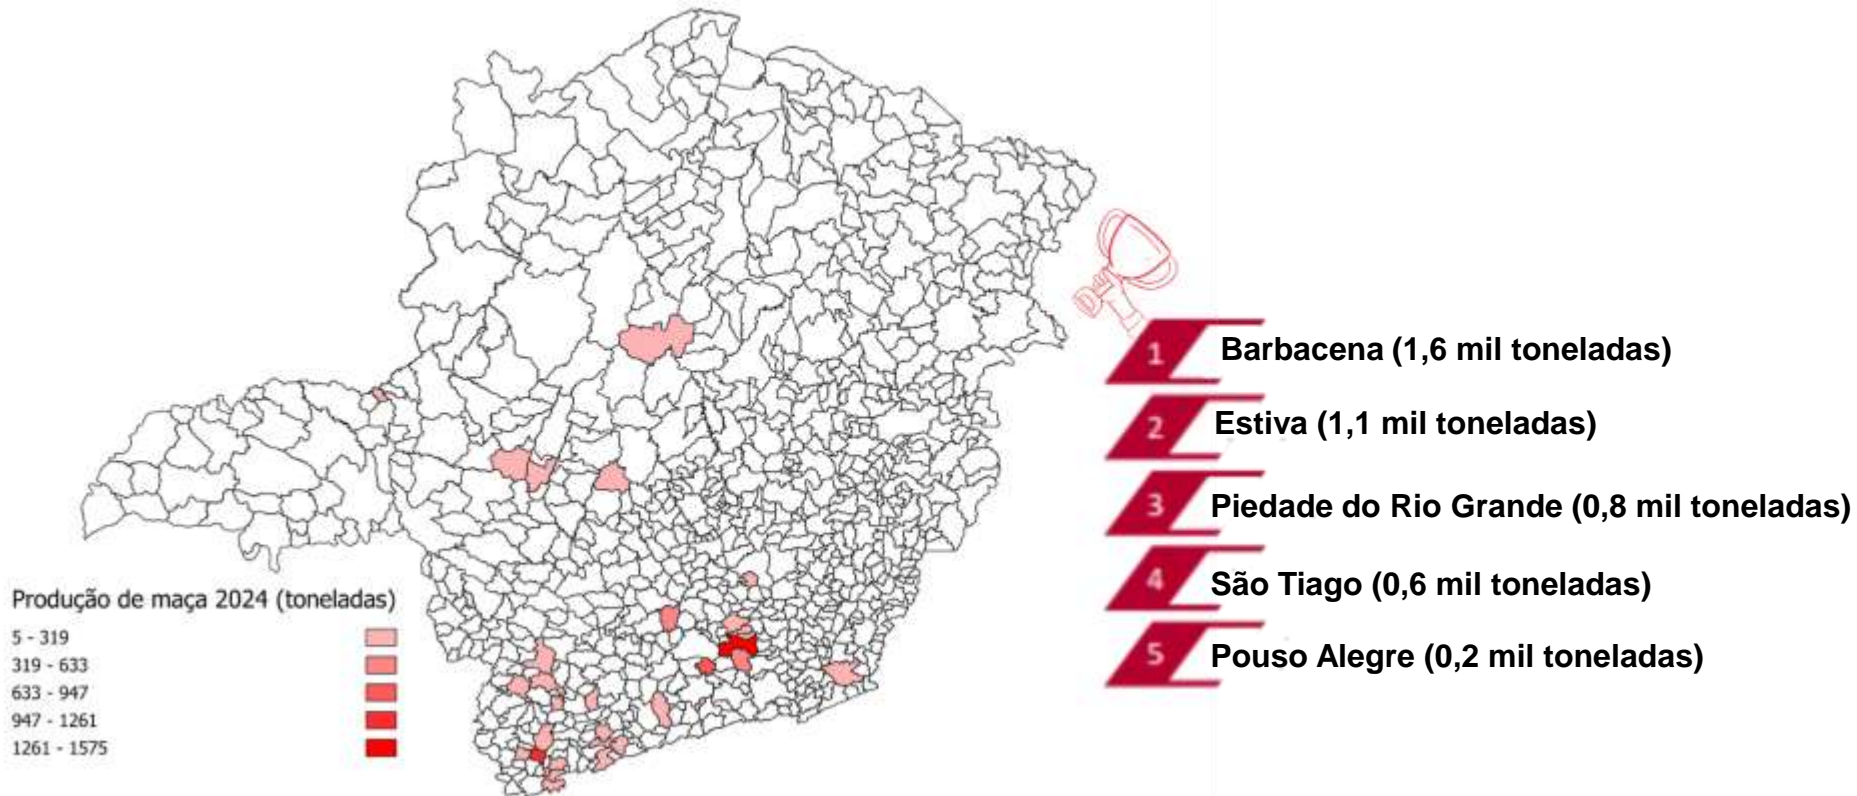 1 Barbacena (1,6 mil toneladas)
2 Estiva (1,1 mil toneladas)
3 Piedade do Rio Grande (0,8 mil toneladas)
4 São Tiago (0,6 mil toneladas)
5 Pouso Alegre (0,2 mil toneladas)
Produção de maça 2024 (toneladas)
5 - 319
319 - 633
633 - 947
947 - 1261
1261 - 1575